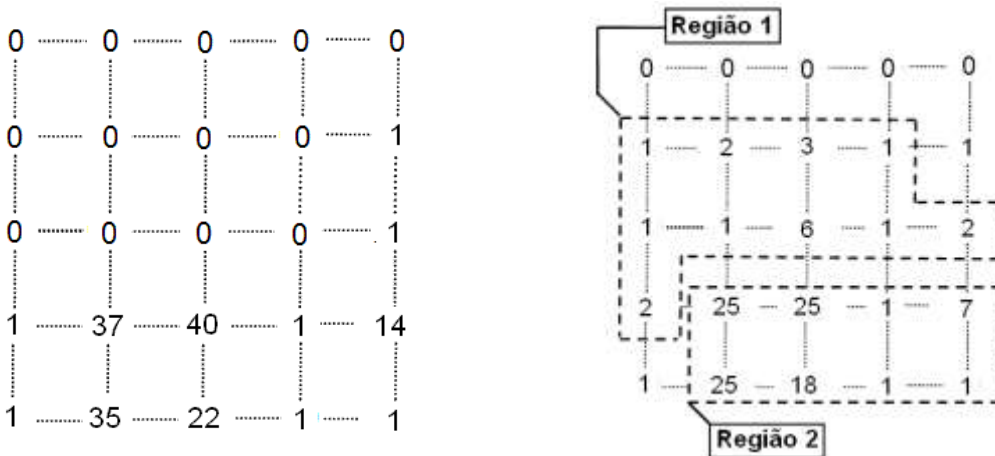 0 0 0 0 0
0 0 0 0 1
0 0 0 0 1
1 37 40 1 14
1 35 22 1 1
Região 1
0 0 0 0 0
1 2 3 1 1
1 1 6 1 2
2 25 25 1 7
1 25 18 1 1
Região 2